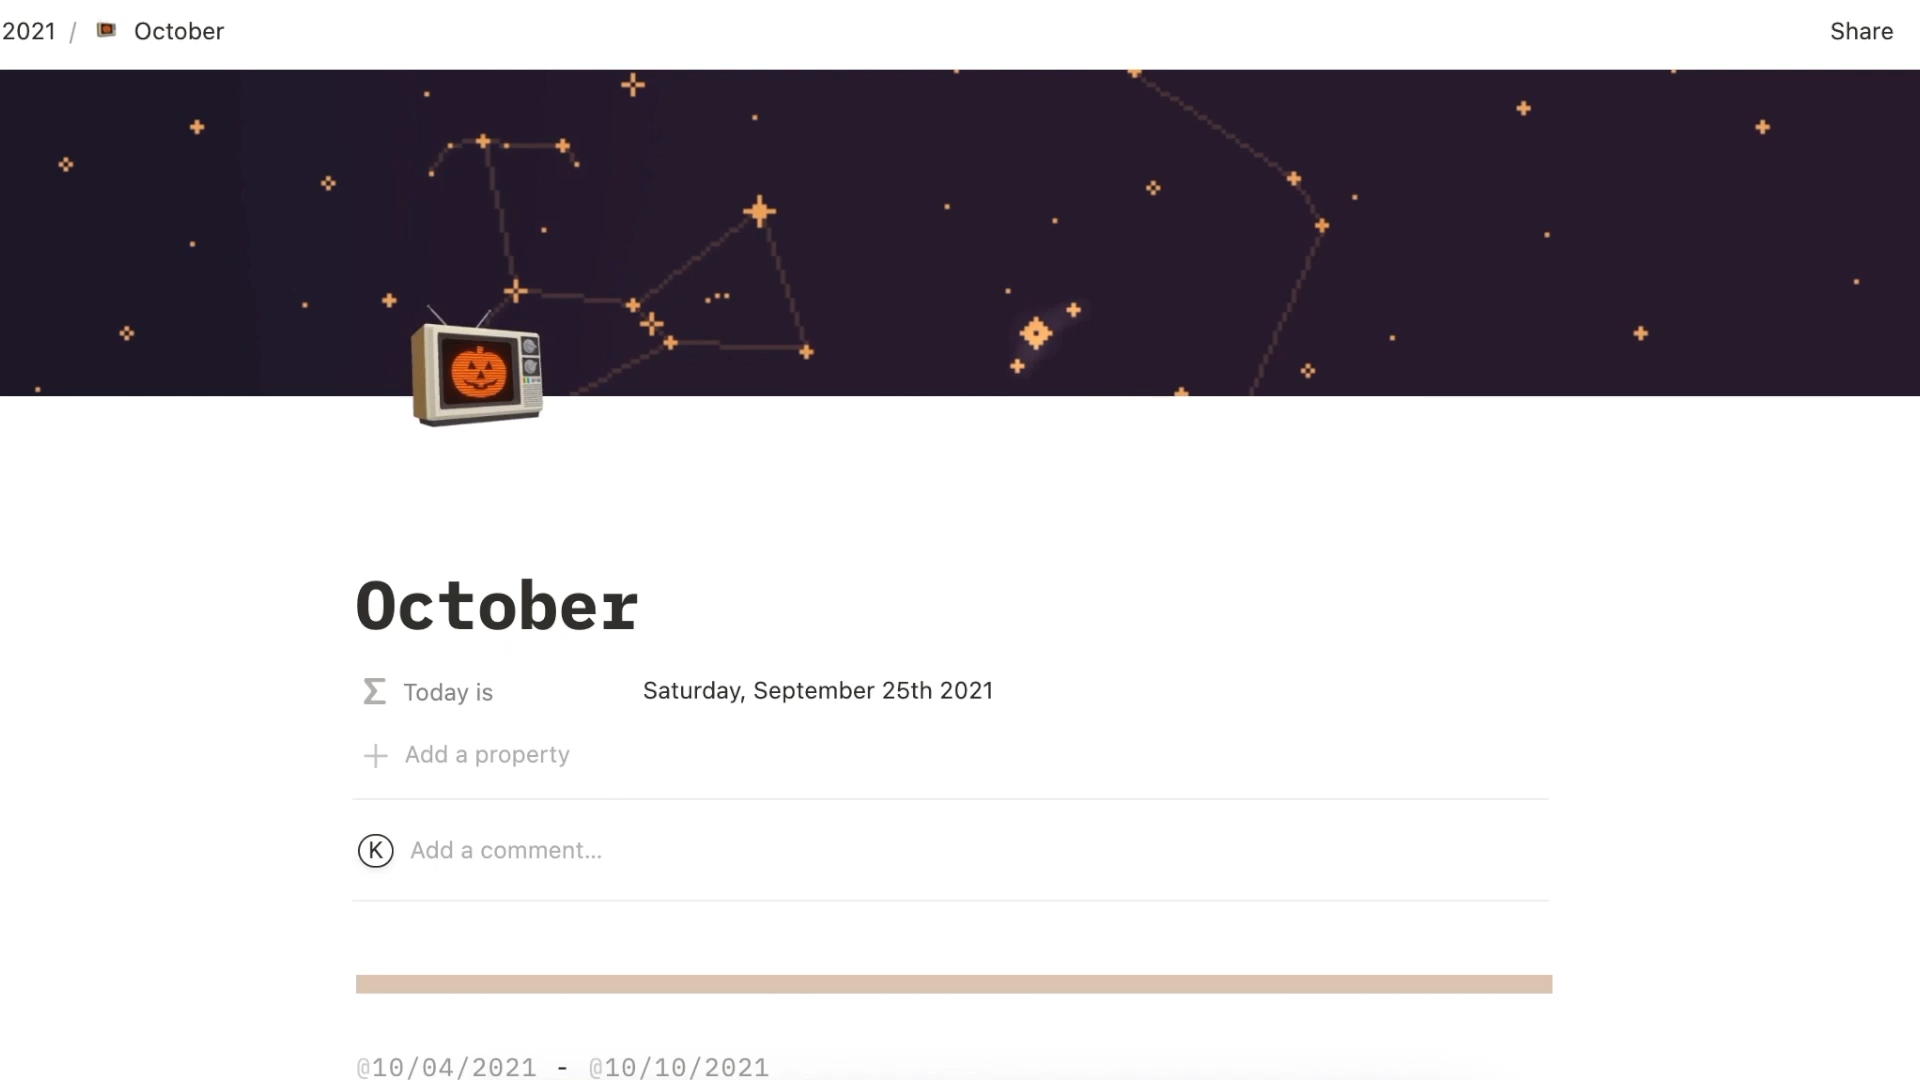 2021 / October
Share
October
Today is Saturday, September 25th 2021
Add a property
K Add a comment...
@10/04/2021 - @10/10/2021